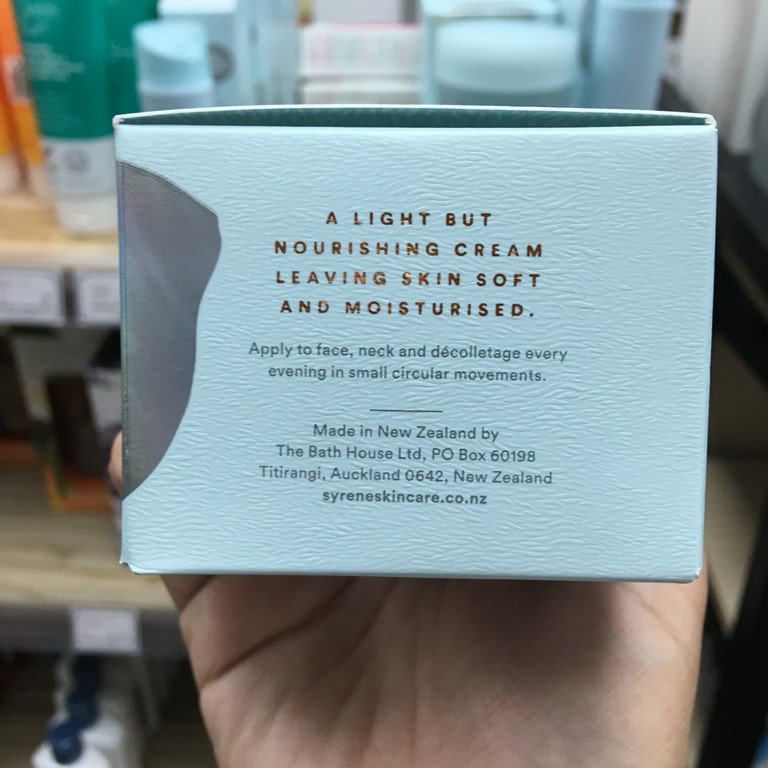 A LIGHT BUT
NOURISHING CREAM
LEAVING SKIN SOFT
AND MOISTURISED.
Apply to face, neck and décolletage every
evening in small circular movements.
Made in New Zealand by
The Bath House Ltd, PO Box 60198
Titirangi, Auckland 0642, New Zealand
syreneskincare.co.nz